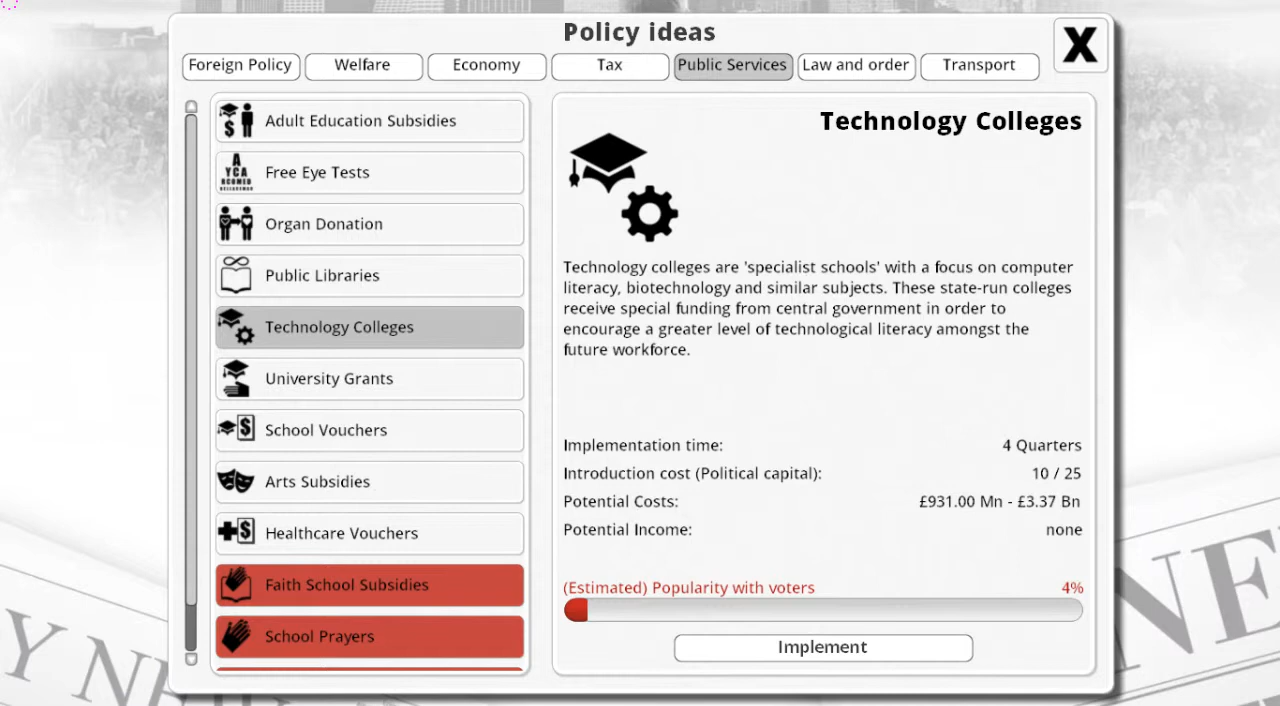 Policy ideas
X
Foreign Policy
Welfare
Economy
Tax
Public Services
Law and order
Transport
Adult Education Subsidies
Free Eye Tests
Organ Donation
Public Libraries
Technology Colleges
University Grants
School Vouchers
Arts Subsidies
Healthcare Vouchers
Faith School Subsidies
School Prayers
Technology Colleges
Technology colleges are 'specialist schools' with a focus on computer
literacy, biotechnology and similar subjects. These state-run colleges
receive special funding from central government in order to
encourage a greater level of technological literacy amongst the
future workforce.
Implementation time: 4 Quarters
Introduction cost (Political capital): 10 / 25
Potential Costs: £931.00 Mn - £3.37 Bn
Potential Income: none
(Estimated) Popularity with voters 4%
Implement